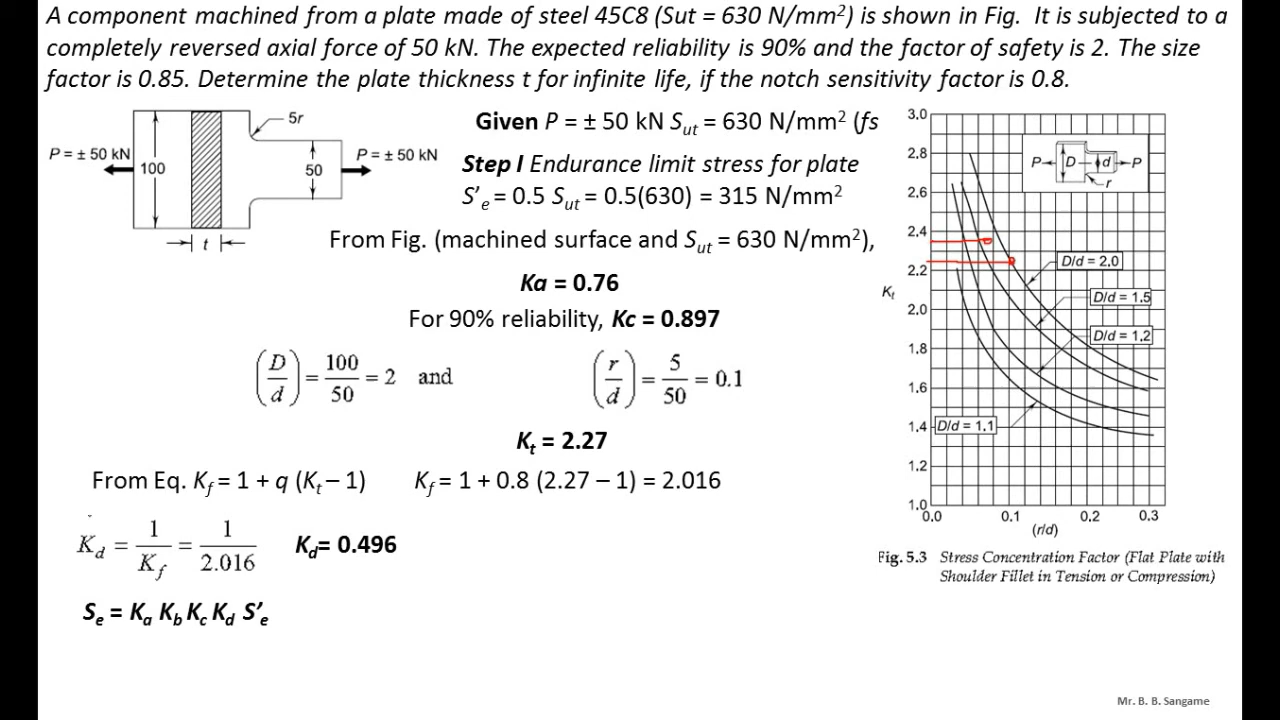 A component machined from a plate made of steel 45C8 (Sut = 630 N/mm²) is shown in Fig. It is subjected to a
completely reversed axial force of 50 kN. The expected reliability is 90% and the factor of safety is 2. The size
factor is 0.85. Determine the plate thickness t for infinite life, if the notch sensitivity factor is 0.8.
5r
P = ± 50 kN
100
50
P = ± 50 kN
t
Given P = ± 50 kN Sut = 630 N/mm² (fs
Step I Endurance limit stress for plate
S'e = 0.5 Sut = 0.5(630) = 315 N/mm²
From Fig. (machined surface and Sut = 630 N/mm²),
Ka = 0.76
For 90% reliability, Kc = 0.897
(D/d) = 100/50 = 2 and (r/d) = 5/50 = 0.1
Kt = 2.27
From Eq. Kf = 1 + q (Kt – 1) Kf = 1 + 0.8 (2.27 – 1) = 2.016
Kd = 1/Kf = 1/2.016 Kd= 0.496
Se = Ka Kb Kc Kd S'e
3.0
2.8
2.6
2.4
2.2
Kt
2.0
1.8
1.6
1.4
1.2
1.0
P D d P
r
D/d = 2.0
D/d = 1.5
D/d = 1.2
D/d = 1.1
0.0 0.1 0.2 0.3
(r/d)
Fig. 5.3 Stress Concentration Factor (Flat Plate with
Shoulder Fillet in Tension or Compression)
Mr. B. B. Sangame